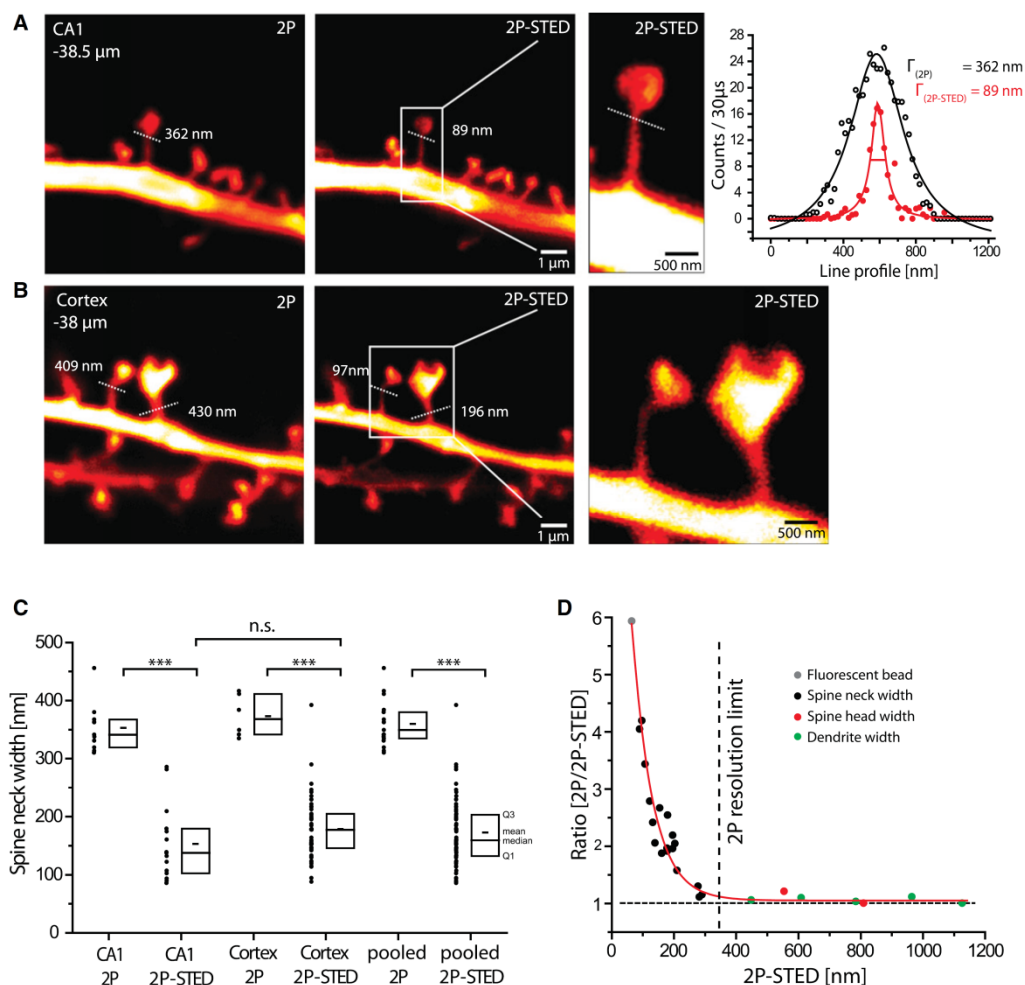 A
CA1
-38.5 µm
2P
362 nm
2P-STED
89 nm
1 µm
2P-STED
500 nm
28
24
20
16
12
8
4
0
Counts / 30µs
Γ(2P) = 362 nm
Γ(2P-STED) = 89 nm
0 400 800 1200
Line profile [nm]
B
Cortex
-38 µm
2P
409 nm
430 nm
2P-STED
97nm
196 nm
1 µm
2P-STED
500 nm
C
n.s.
*** *** ***
500
400
300
200
100
0
Spine neck width [nm]
Q3
mean
median
Q1
CA1
2P
CA1
2P-STED
Cortex
2P
Cortex
2P-STED
pooled
2P
pooled
2P-STED
D
6
5
4
3
2
1
Ratio [2P/2P-STED]
2P resolution limit
Fluorescent bead
Spine neck width
Spine head width
Dendrite width
0 200 400 600 800 1000 1200
2P-STED [nm]